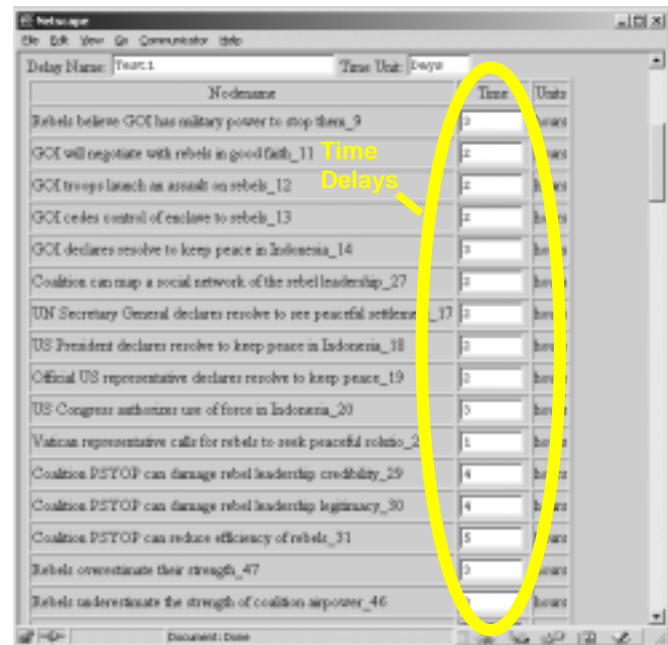 Netscape
File Edit View Go Communicator Help
Delay Name: Test1 Time Unit: Days
Nodename Time Units
Rebels believe GOI has military power to stop them_9 hours
GOI will negotiate with rebels in good faith_11 2 hours
Time Delays
GOI troops launch an assault on rebels_12 2 hours
GOI cedes control of enclave to rebels_13 2 hours
GOI declares resolve to keep peace in Indonesia_14 3 hours
Coalition can map a social network of the rebel leadership_27 2 hours
UN Secretary General declares resolve to see peaceful settlement_17 hours
US President declares resolve to keep peace in Indonesia_18 hours
Official US representative declares resolve to keep peace_19 2 hours
US Congress authorizes use of force in Indonesia_20 3 hours
Vatican representative calls for rebels to seek peaceful solutio_2 1 hours
Coalition PSYOP can damage rebel leadership credibility_29 4 hours
Coalition PSYOP can damage rebel leadership legitimacy_30 4 hours
Coalition PSYOP can reduce efficiency of rebels_31 5 hours
Rebels overestimate their strength_47 hours
Rebels underestimate the strength of coalition airpower_46 hours
Document: Done